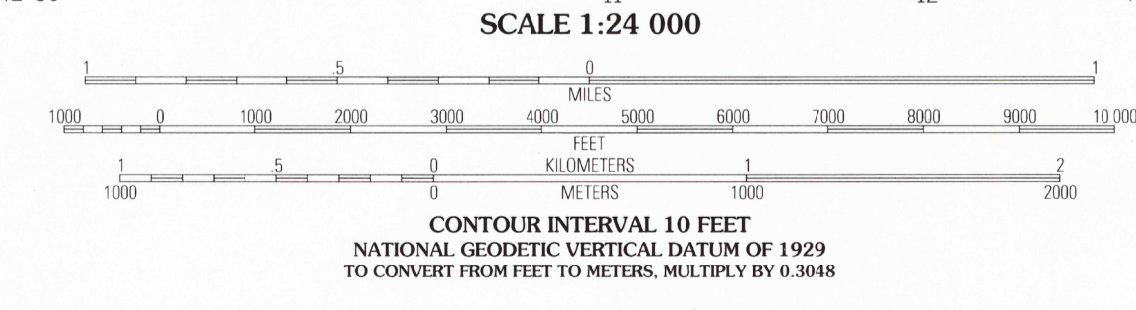 SCALE 1:24 000
1 .5 0 1
MILES
1000 0 1000 2000 3000 4000 5000 6000 7000 8000 9000 10 000
FEET
1 .5 0 KILOMETERS 1 2
1000 0 METERS 1000 2000
CONTOUR INTERVAL 10 FEET
NATIONAL GEODETIC VERTICAL DATUM OF 1929
TO CONVERT FROM FEET TO METERS, MULTIPLY BY 0.3048